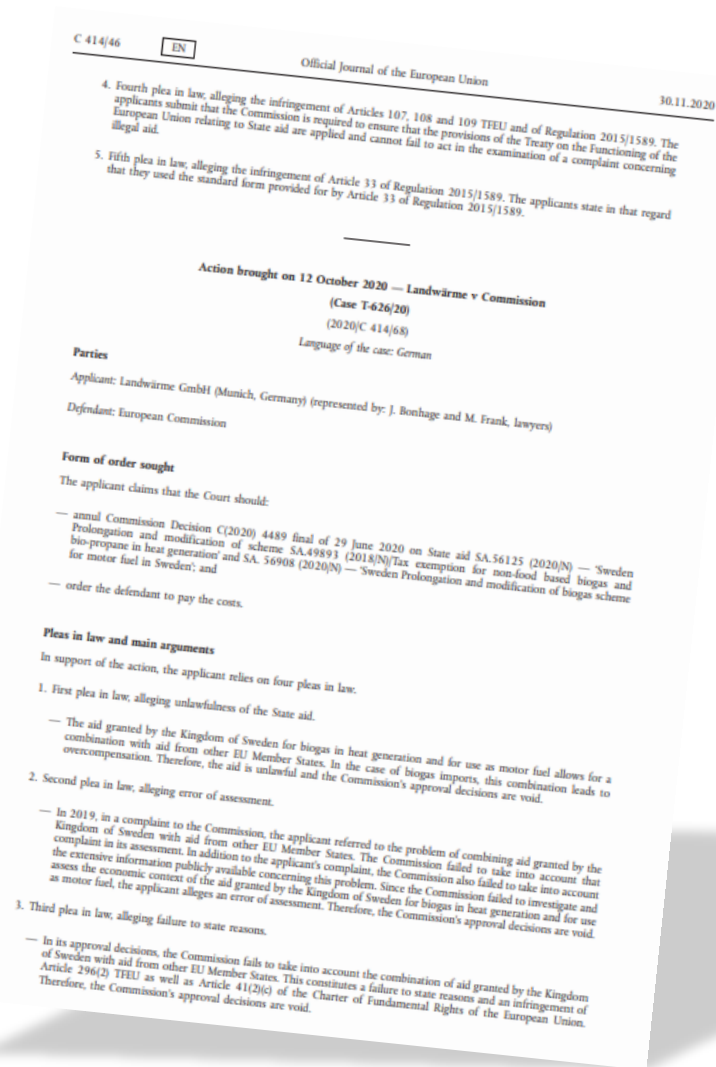 C 414/46
EN
Official Journal of the European Union
30.11.2020
4. Fourth plea in law, alleging the infringement of Articles 107, 108 and 109 TFEU and of Regulation 2015/1589. The
applicants submit that the Commission is required to ensure that the provisions of the Treaty on the Functioning of the
European Union relating to State aid are applied and cannot fail to act in the examination of a complaint concerning
illegal aid.
5. Fifth plea in law, alleging the infringement of Article 33 of Regulation 2015/1589. The applicants state in that regard
that they used the standard form provided for by Article 33 of Regulation 2015/1589.
Action brought on 12 October 2020 — Landwärme v Commission
(Case T-626/20)
(2020/C 414/68)
Language of the case: German
Parties
Applicant: Landwärme GmbH (Munich, Germany) (represented by: J. Bonhage and M. Frank, lawyers)
Defendant: European Commission
Form of order sought
The applicant claims that the Court should:
— annul Commission Decision C(2020) 4489 final of 29 June 2020 on State aid SA.56125 (2020/N) — ‘Sweden
Prolongation and modification of scheme SA.49893 (2018/N)/Tax exemption for non-food based biogas and
bio-propane in heat generation’ and SA. 56908 (2020/N) — ‘Sweden Prolongation and modification of biogas scheme
for motor fuel in Sweden’; and
— order the defendant to pay the costs.
Pleas in law and main arguments
In support of the action, the applicant relies on four pleas in law.
1. First plea in law, alleging unlawfulness of the State aid.
— The aid granted by the Kingdom of Sweden for biogas in heat generation and for use as motor fuel allows for a
combination with aid from other EU Member States. In the case of biogas imports, this combination leads to
overcompensation. Therefore, the aid is unlawful and the Commission’s approval decisions are void.
2. Second plea in law, alleging error of assessment.
— In 2019, in a complaint to the Commission, the applicant referred to the problem of combining aid granted by the
Kingdom of Sweden with aid from other EU Member States. The Commission failed to take into account that
complaint in its assessment. In addition to the applicant’s complaint, the Commission also failed to take into account
the extensive information publicly available concerning this problem. Since the Commission failed to investigate and
assess the economic context of the aid granted by the Kingdom of Sweden for biogas in heat generation and for use
as motor fuel, the applicant alleges an error of assessment. Therefore, the Commission’s approval decisions are void.
3. Third plea in law, alleging failure to state reasons.
— In its approval decisions, the Commission fails to take into account the combination of aid granted by the Kingdom
of Sweden with aid from other EU Member States. This constitutes a failure to state reasons and an infringement of
Article 296(2) TFEU as well as Article 41(2)(c) of the Charter of Fundamental Rights of the European Union.
Therefore, the Commission’s approval decisions are void.